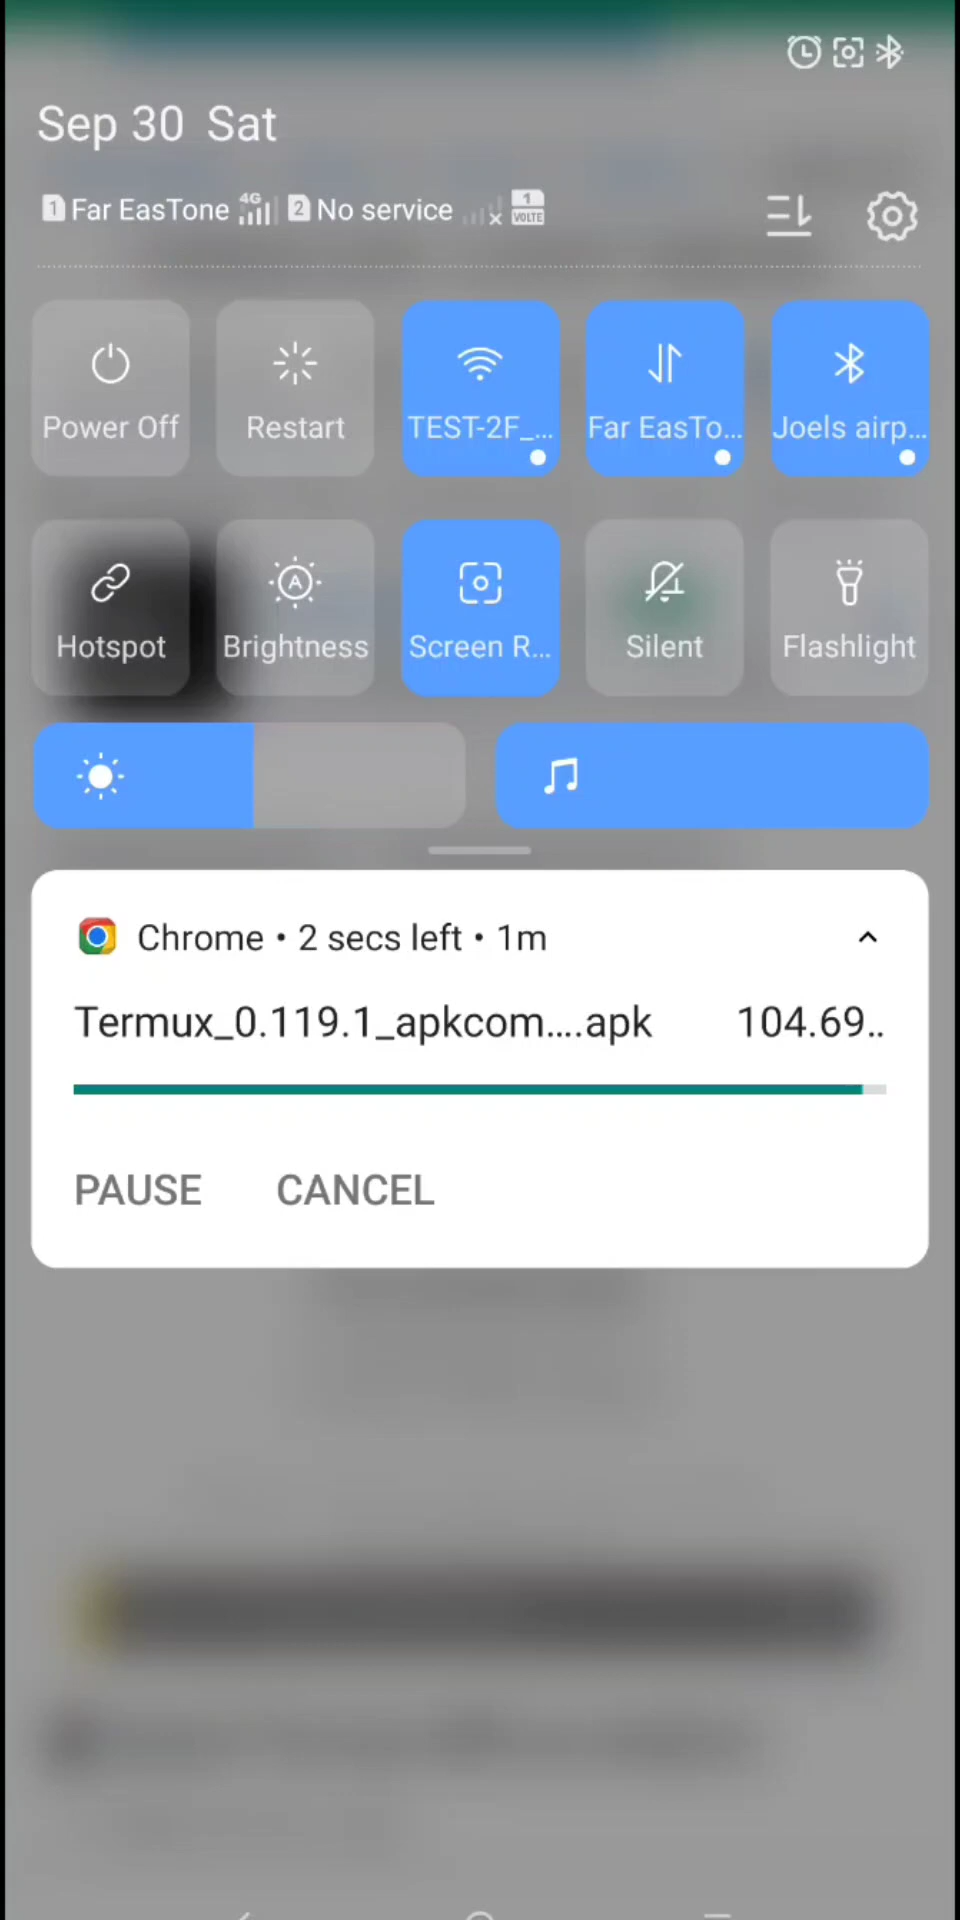 Sep 30 Sat
1 Far EasTone 4G 2 No service 1 VOLTE
Power Off
Restart
TEST-2F_...
Far EasTo...
Joels airp...
Hotspot
A
Brightness
Screen R...
Silent
Flashlight
Chrome • 2 secs left • 1m
Termux_0.119.1_apkcom....apk 104.69..
PAUSE CANCEL